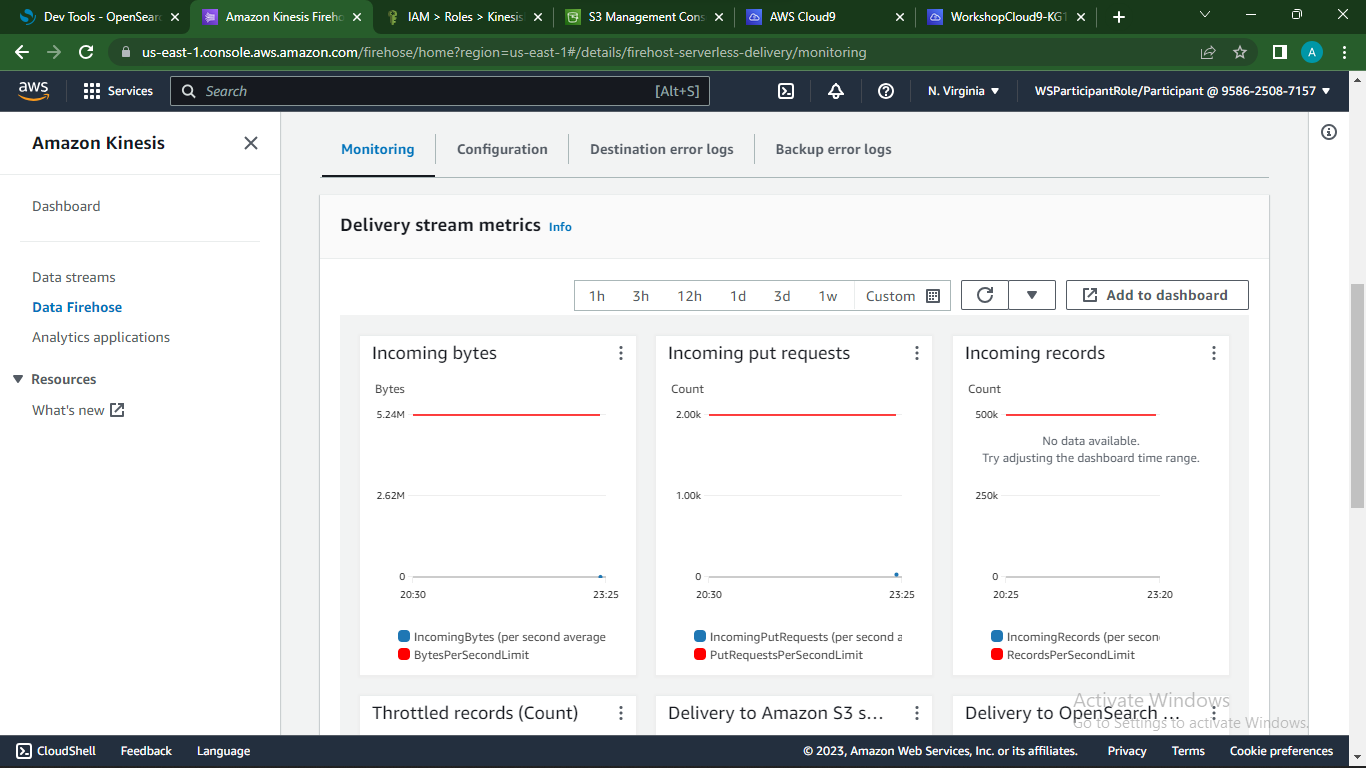 Dev Tools - OpenSearc
Amazon Kinesis Fireho
IAM > Roles > Kinesis
S3 Management Cons
AWS Cloud9
WorkshopCloud9-KG1
us-east-1.console.aws.amazon.com/firehose/home?region=us-east-1#/details/firehost-serverless-delivery/monitoring
A
aws
Services
Search
[Alt+S]
N. Virginia
WSParticipantRole/Participant @ 9586-2508-7157
Amazon Kinesis
Dashboard
Data streams
Data Firehose
Analytics applications
Resources
What's new
Monitoring
Configuration
Destination error logs
Backup error logs
Delivery stream metrics Info
1h 3h 12h 1d 3d 1w Custom
Add to dashboard
Incoming bytes
Bytes
5.24M
2.62M
0
20:30 23:25
IncomingBytes (per second average
BytesPerSecondLimit
Incoming put requests
Count
2.00k
1.00k
0
20:30 23:25
IncomingPutRequests (per second a
PutRequestsPerSecondLimit
Incoming records
Count
500k
No data available.
Try adjusting the dashboard time range.
250k
0
20:25 23:20
IncomingRecords (per secon
RecordsPerSecondLimit
Throttled records (Count)
Delivery to Amazon S3 s...
Delivery to OpenSearch ...
Activate Windows
Go to Settings to activate Windows.
CloudShell
Feedback
Language
© 2023, Amazon Web Services, Inc. or its affiliates.
Privacy
Terms
Cookie preferences